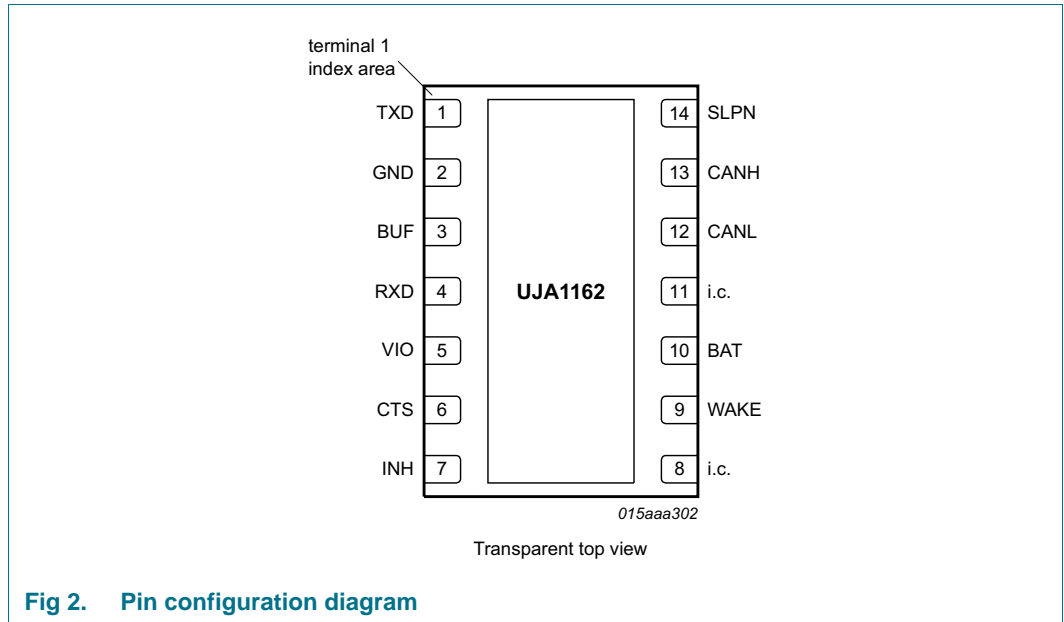 terminal 1
index area
TXD 1
GND 2
BUF 3
RXD 4
VIO 5
CTS 6
INH 7
UJA1162
14 SLPN
13 CANH
12 CANL
11 i.c.
10 BAT
9 WAKE
8 i.c.
015aaa302
Transparent top view
Fig 2. Pin configuration diagram